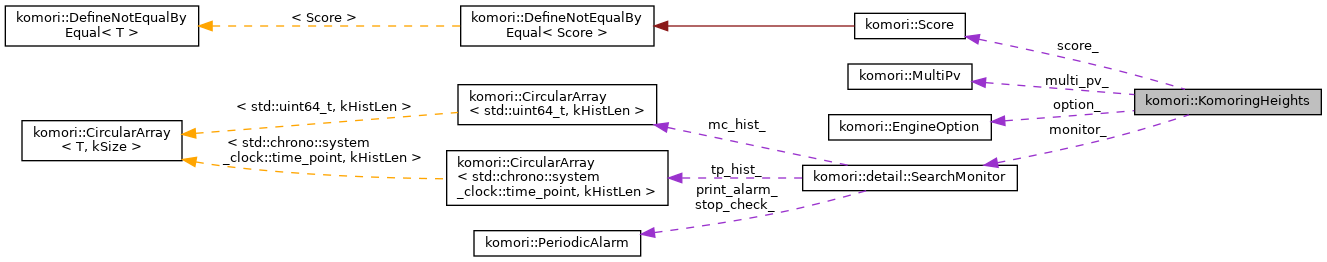 komori::DefineNotEqualBy
Equal< T >
< Score >
komori::DefineNotEqualBy
Equal< Score >
komori::Score
score_
komori::MultiPv
multi_pv_
komori::KomoringHeights
option_
komori::EngineOption
monitor_
komori::CircularArray
< T, kSize >
< std::uint64_t, kHistLen >
< std::chrono::system
_clock::time_point, kHistLen >
komori::CircularArray
< std::uint64_t, kHistLen >
mc_hist_
komori::CircularArray
< std::chrono::system
_clock::time_point, kHistLen >
tp_hist_
komori::detail::SearchMonitor
print_alarm_
stop_check_
komori::PeriodicAlarm